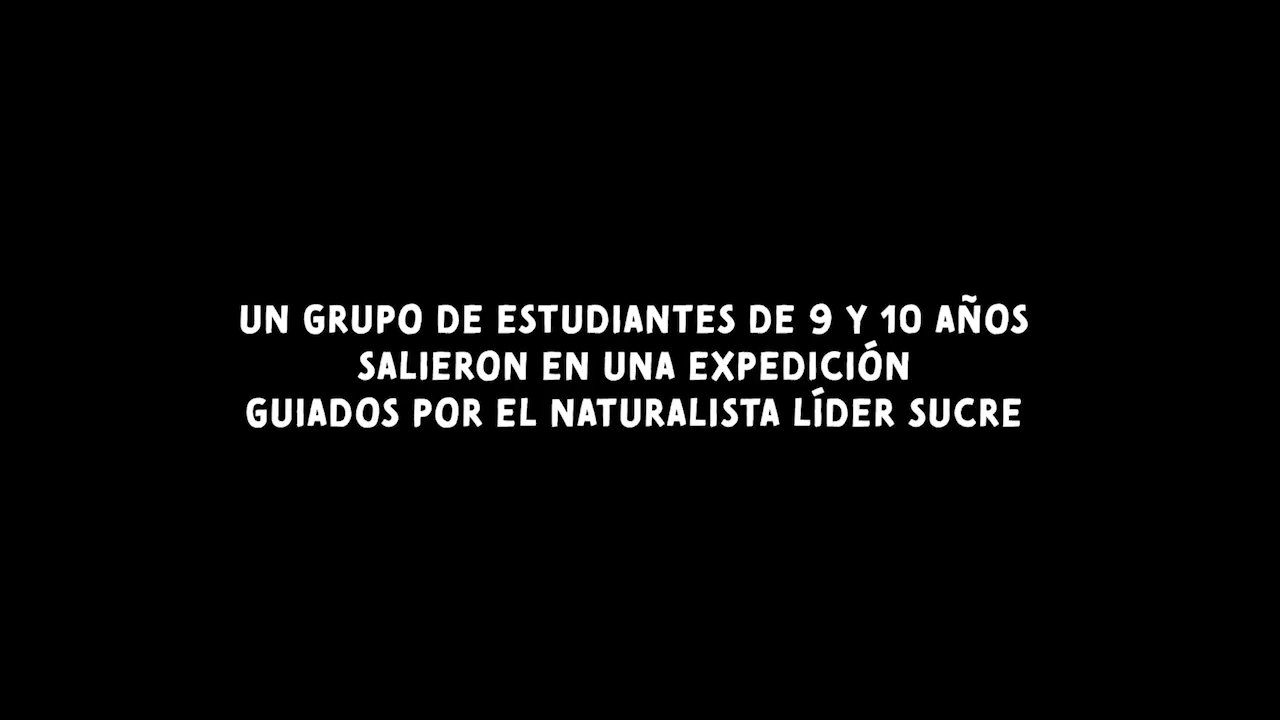 UN GRUPO DE ESTUDIANTES DE 9 Y 10 AÑOS
SALIERON EN UNA EXPEDICIÓN
GUIADOS POR EL NATURALISTA LÍDER SUCRE